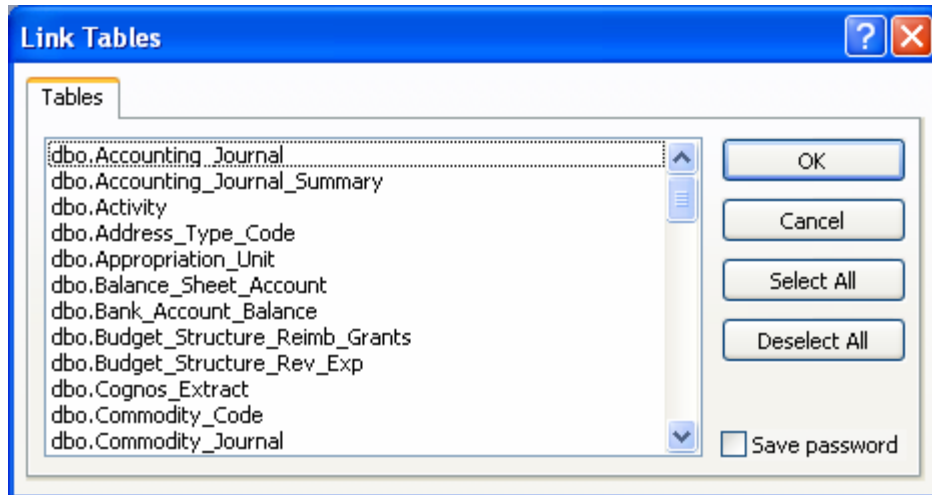 Link Tables
Tables
dbo.Accounting_Journal
dbo.Accounting_Journal_Summary
dbo.Activity
dbo.Address_Type_Code
dbo.Appropriation_Unit
dbo.Balance_Sheet_Account
dbo.Bank_Account_Balance
dbo.Budget_Structure_Reimb_Grants
dbo.Budget_Structure_Rev_Exp
dbo.Cognos_Extract
dbo.Commodity_Code
dbo.Commodity_Journal
OK
Cancel
Select All
Deselect All
Save password